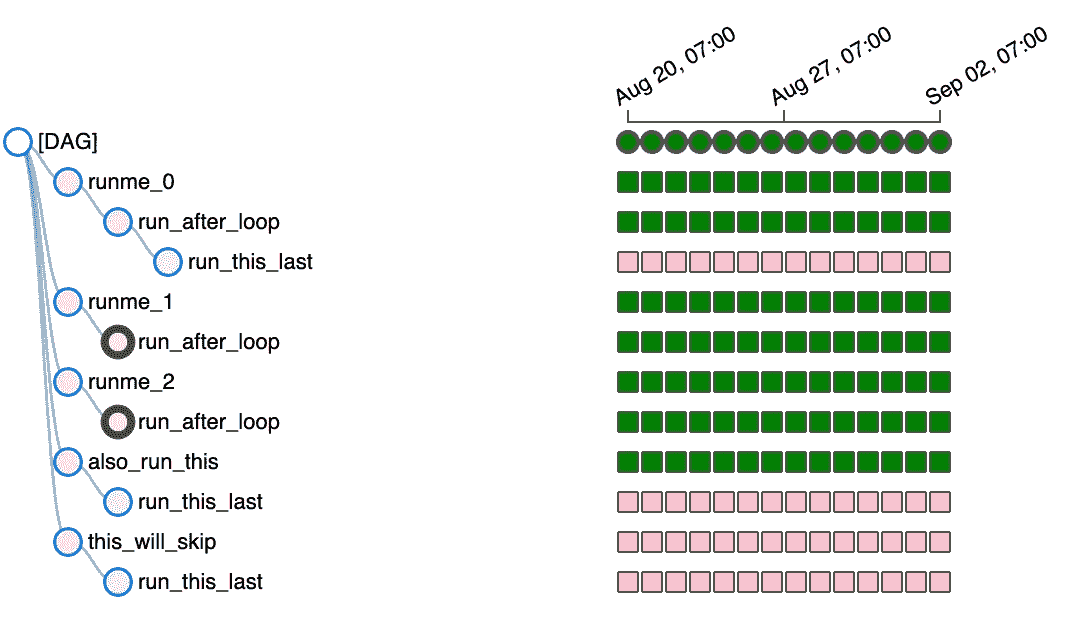 Aug 20, 07:00
Aug 27, 07:00
Sep 02, 07:00
[DAG]
runme_0
run_after_loop
run_this_last
runme_1
run_after_loop
runme_2
run_after_loop
also_run_this
run_this_last
this_will_skip
run_this_last